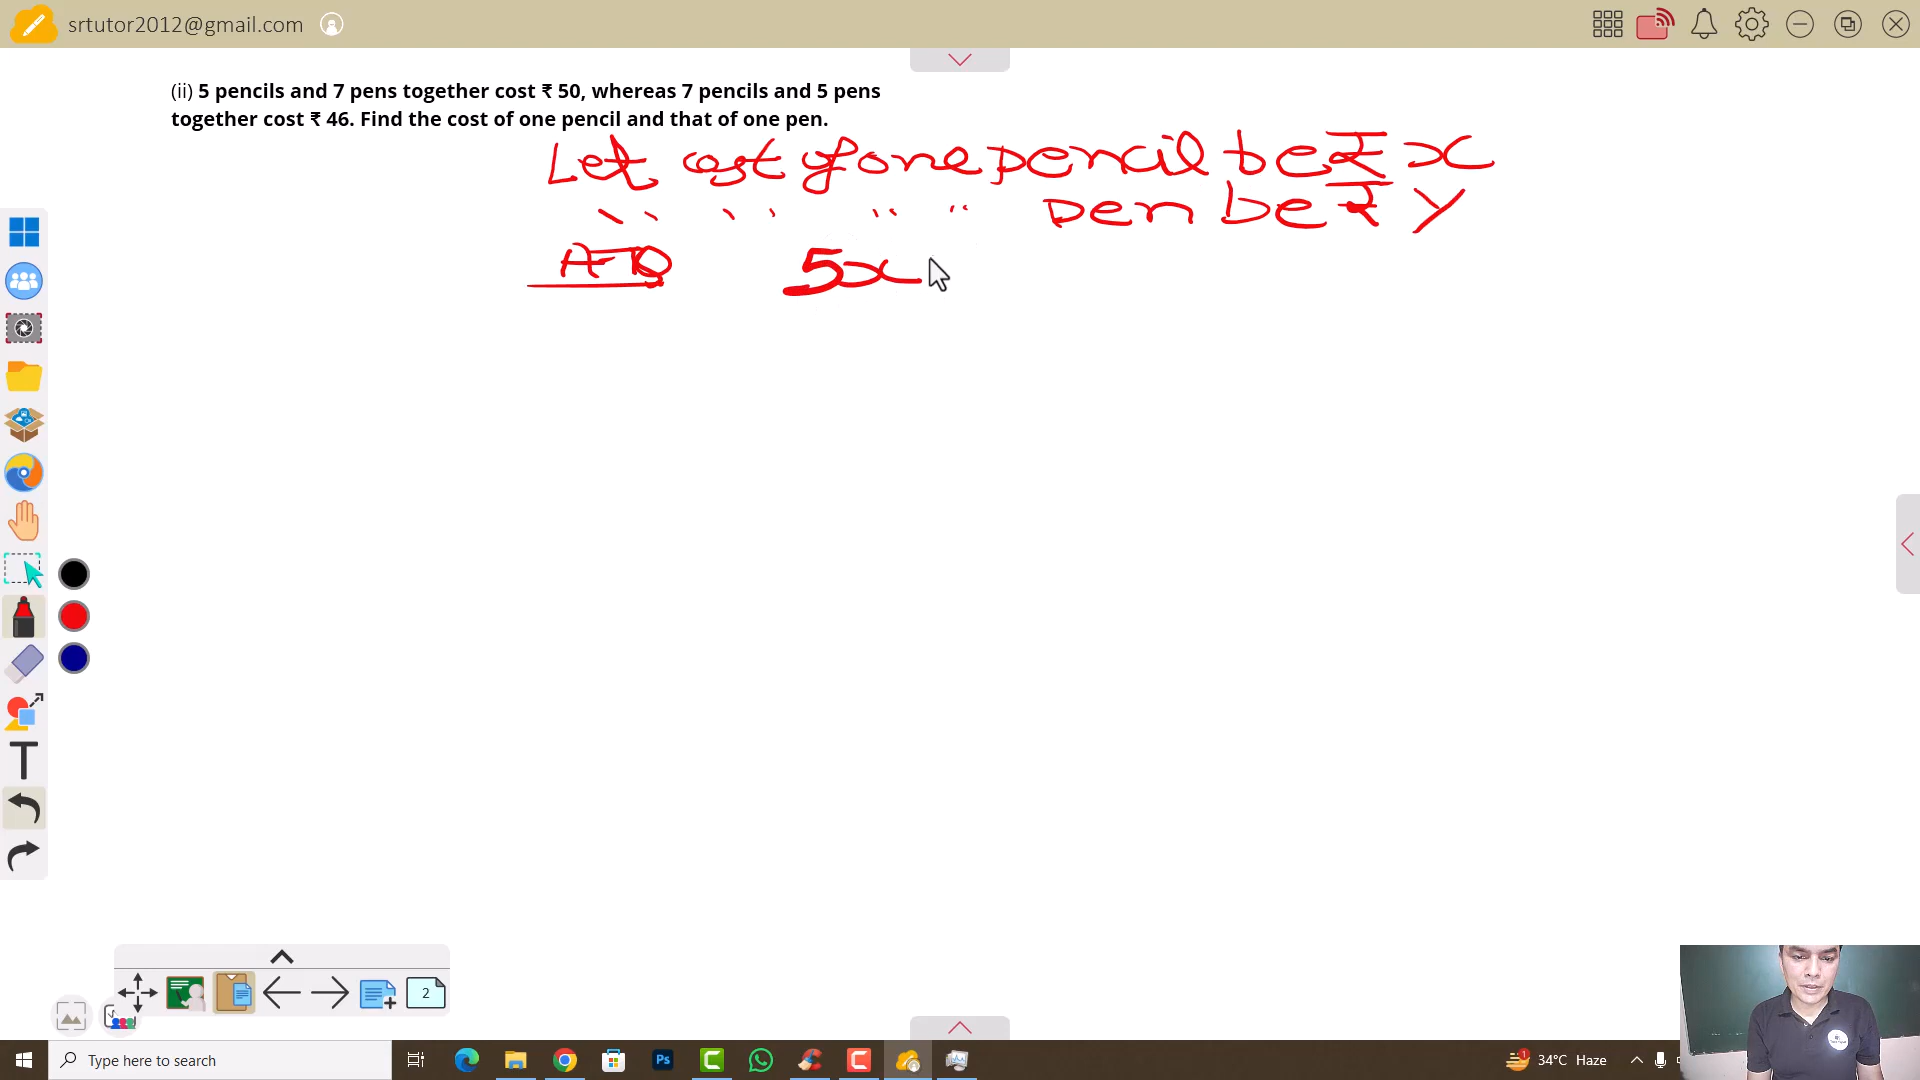 srtutor2012@gmail.com
(ii) 5 pencils and 7 pens together cost ₹ 50, whereas 7 pencils and 5 pens
together cost ₹ 46. Find the cost of one pencil and that of one pen.
Let cost of one pencil be ₹ x
" " " " pen be ₹ y
ATQ 5x
T
2
Type here to search
Ps
1
34°C Haze